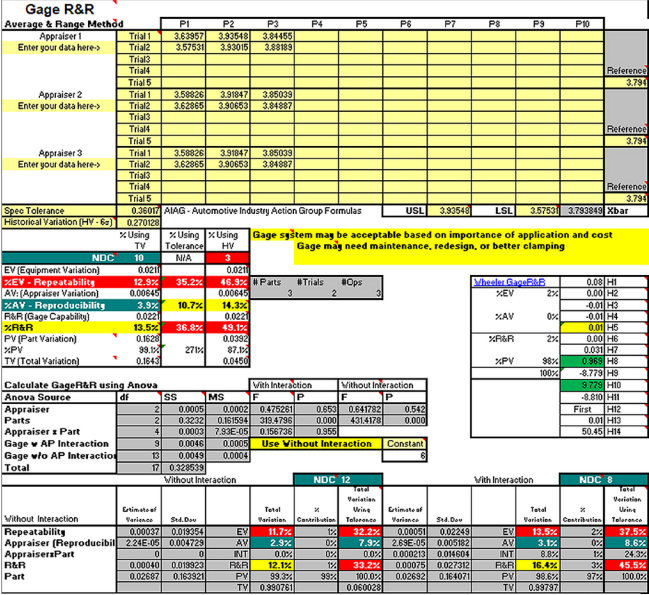 Gage R&R
Average & Range Method P1 P2 P3 P4 P5 P6 P7 P8 P9 P10
Appraiser 1 Trial 1 3.63957 3.93548 3.84455
Enter your data here-> Trial2 3.57531 3.93015 3.88189
Trial3
Trial4 Reference
Trial 5 3.794
Appraiser 2 Trial 1 3.58826 3.91847 3.85039
Enter your data here-> Trial2 3.62865 3.90653 3.84887
Trial3
Trial4 Reference
Trial 5 3.794
Appraiser 3 Trial 1 3.58826 3.91847 3.85039
Enter your data here-> Trial2 3.62865 3.90653 3.84887
Trial3
Trial4 Reference
Trial 5 3.794
Spec Tolerance 0.36017 AIAG - Automotive Industry Action Group Formulas USL 3.93548 LSL 3.57531 3.793849 Xbar
Historical Variation (HV - 6σ) 0.270128
% Using TV % Using Tolerance % Using HV Gage system may be acceptable based on importance of application and cost
Gage may need maintenance, redesign, or better clamping
NDC 10 N/A 3
EV (Equipment Variation) 0.0211 0.0211
%EV - Repeatability 12.9% 35.2% 46.9% # Parts #Trials #Ops Wheeler GageR&R 0.08 H1
AV: (Appraiser Variation) 0.00645 0.00645 3 2 3 %EV 2% 0.00 H2
%AV - Reproducibility 3.9% 10.7% 14.3% -0.01 H3
R&R (Gage Capability) 0.0221 0.0221 %AV 0% -0.01 H4
%R&R 13.5% 36.8% 49.1% 0.01 H5
PV (Part Variation) 0.1628 0.0392 %R&R 2% 0.00 H6
%PV 99.1% 271% 87.1% 0.031 H7
TV (Total Variation) 0.1643 0.0450 %PV 98% 0.969 H8
100% -8.779 H9
Calculate GageR&R using Anova With Interaction Without Interaction 9.779 H10
Anova Source df SS MS F P F P -8.810 H11
Appraiser 2 0.0005 0.0002 0.475261 0.653 0.641782 0.542 First H12
Parts 2 0.3232 0.161594 319.4796 0.000 431.4178 0.000 0.01 H13
Appraiser x Part 4 0.0003 7.93E-05 0.156736 0.955 50.45 H14
Gage w AP Interaction 9 0.0046 0.0005 Use Without Interaction Constant
Gage w/o AP Interaction 13 0.0049 0.0004 6
Total 17 0.328539
Without Interaction NDC 12 With Interaction NDC 8
Without Interaction Estimate of Variance Std. Dev Total Variation % Contribution Total Variation Using Tolerance Estimate of Variance Std. Dev Total Variation % Contribution Total Variation Using Tolerance
Repeatability 0.00037 0.019354 EV 11.7% 1% 32.2% 0.00051 0.02249 EV 13.5% 2% 37.5%
Appraiser (Reproducibil 2.24E-05 0.004729 AV 2.9% 0% 7.9% 2.69E-05 0.005182 AV 3.1% 0% 8.6%
AppraiserxPart 0 0 INT 0.0% 0% 0.0% 0.000213 0.014604 INT 8.8% 1% 24.3%
R&R 0.00040 0.019923 R&R 12.1% 1% 33.2% 0.00075 0.027312 R&R 16.4% 3% 45.5%
Part 0.02687 0.163921 PV 99.3% 99% 100.0% 0.02692 0.164071 PV 98.6% 97% 100.0%
TV 0.990761 0.060028 TV 0.99797